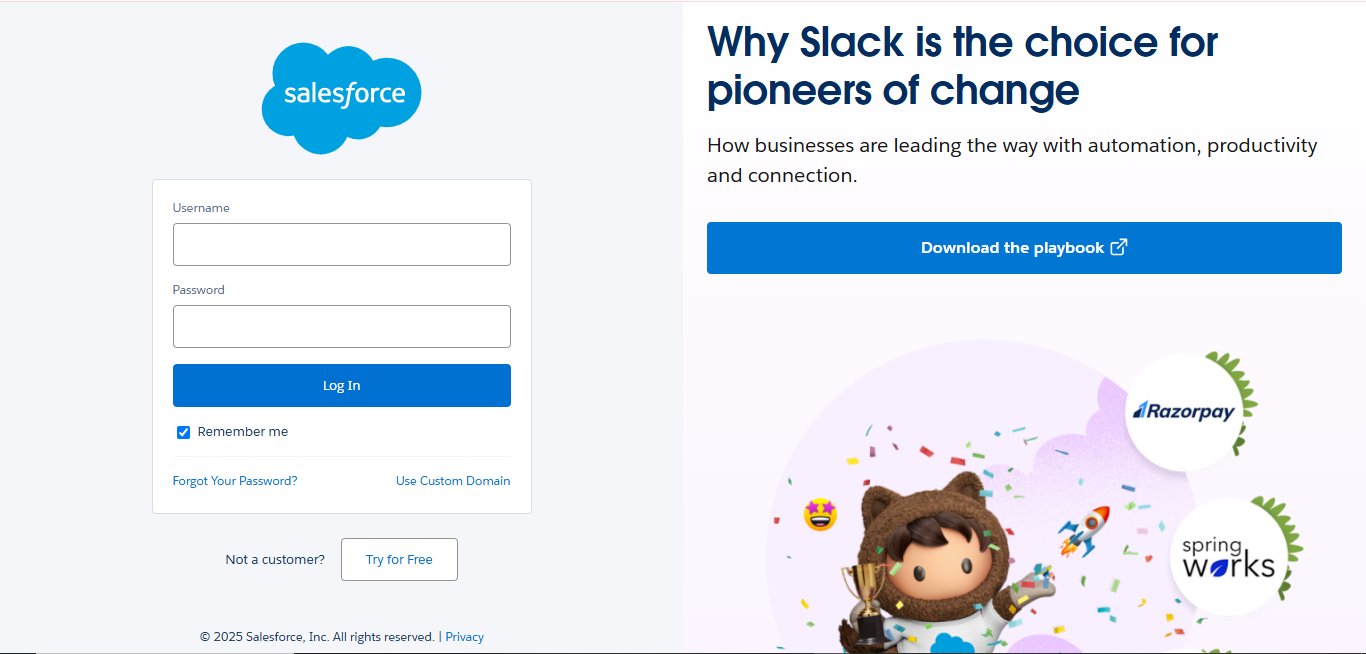 salesforce
Username
Password
Log In
Remember me
Forgot Your Password?
Use Custom Domain
Not a customer?
Try for Free
© 2025 Salesforce, Inc. All rights reserved. | Privacy
Why Slack is the choice for
pioneers of change
How businesses are leading the way with automation, productivity
and connection.
Download the playbook
Razorpay
spring
works